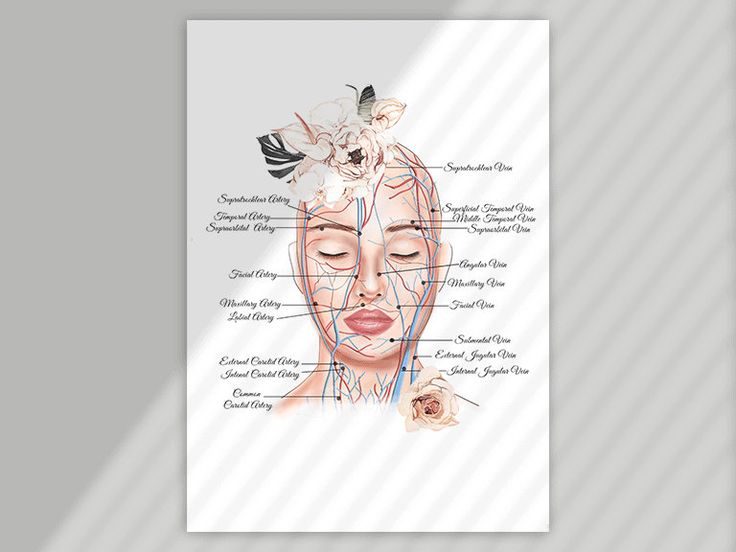 Supratrochlear Vein
Supratrochlear Artery
Temporal Artery
Supraorbital Artery
Superficial Temporal Vein
Middle Temporal Vein
Supraorbital Vein
Facial Artery
Angular Vein
Maxillary Vein
Maxillary Artery
Labial Artery
Facial Vein
Submental Vein
External Carotid Artery
Intenal Carotid Artery
External Jugular Vein
Internal Jugular Vein
Common
Carotid Artery